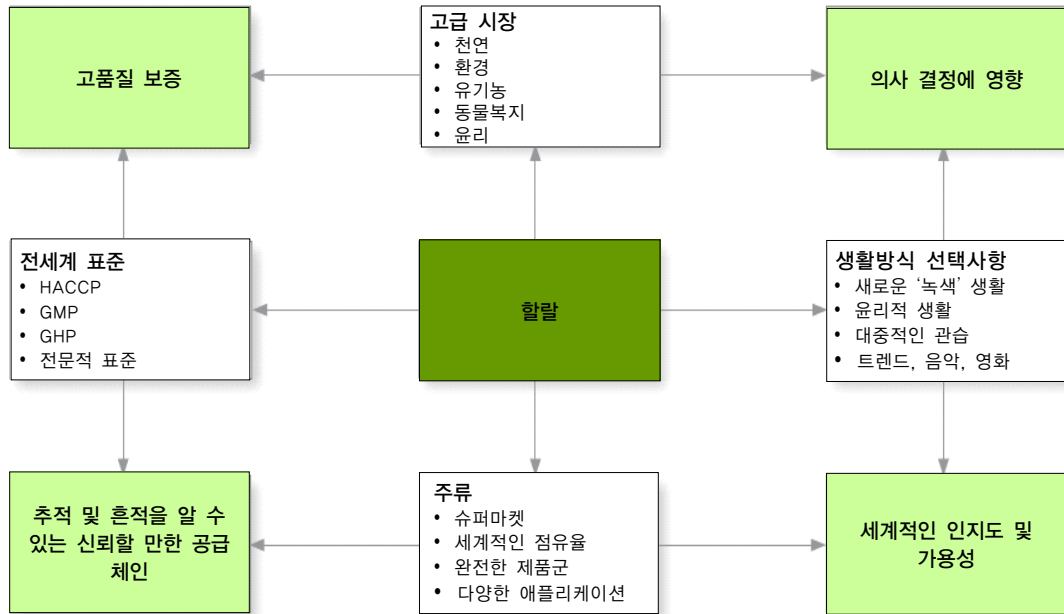 고품질 보증
고급 시장
• 천연
• 환경
• 유기농
• 동물복지
• 윤리
의사 결정에 영향
전세계 표준
• HACCP
• GMP
• GHP
• 전문적 표준
할랄
생활방식 선택사항
• 새로운 ‘녹색’ 생활
• 윤리적 생활
• 대중적인 관습
• 트렌드, 음악, 영화
추적 및 흔적을 알 수
있는 신뢰할 만한 공급
체인
주류
• 슈퍼마켓
• 세계적인 점유율
• 완전한 제품군
• 다양한 애플리케이션
세계적인 인지도 및
가용성